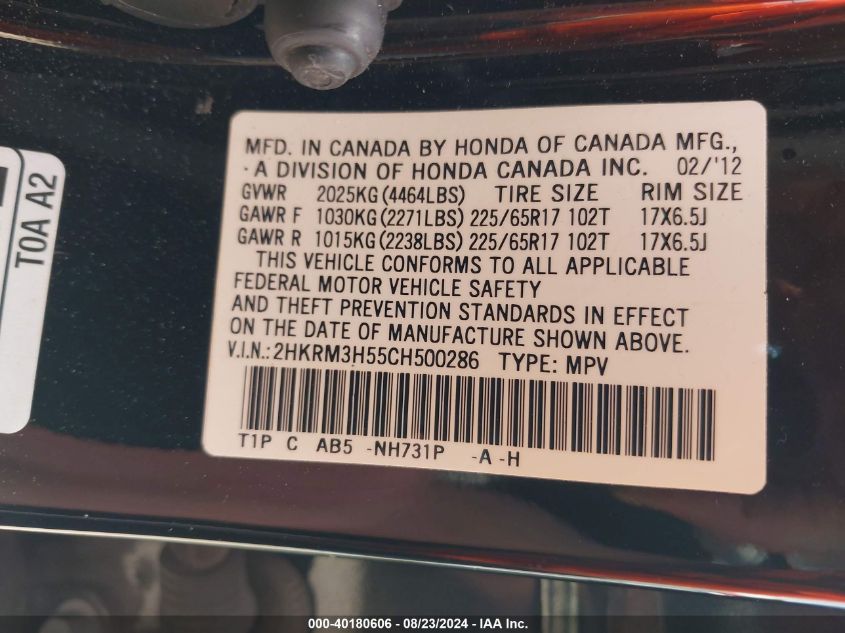 MFD. IN CANADA BY HONDA OF CANADA MFG.,
A DIVISION OF HONDA CANADA INC. 02/'12
GVWR 2025KG(4464LBS) TIRE SIZE RIM SIZE
GAWR F 1030KG(2271LBS) 225/65R17 102T 17X6.5J
GAWR R 1015KG(2238LBS) 225/65R17 102T 17X6.5J
THIS VEHICLE CONFORMS TO ALL APPLICABLE
FEDERAL MOTOR VEHICLE SAFETY
AND THEFT PREVENTION STANDARDS IN EFFECT
ON THE DATE OF MANUFACTURE SHOWN ABOVE.
V.I.N.: 2HKRM3H55CH500286 TYPE: MPV
T1P C AB5 -NH731P -A -H
T0A A2
000-40180606 - 08/23/2024 - IAA Inc.